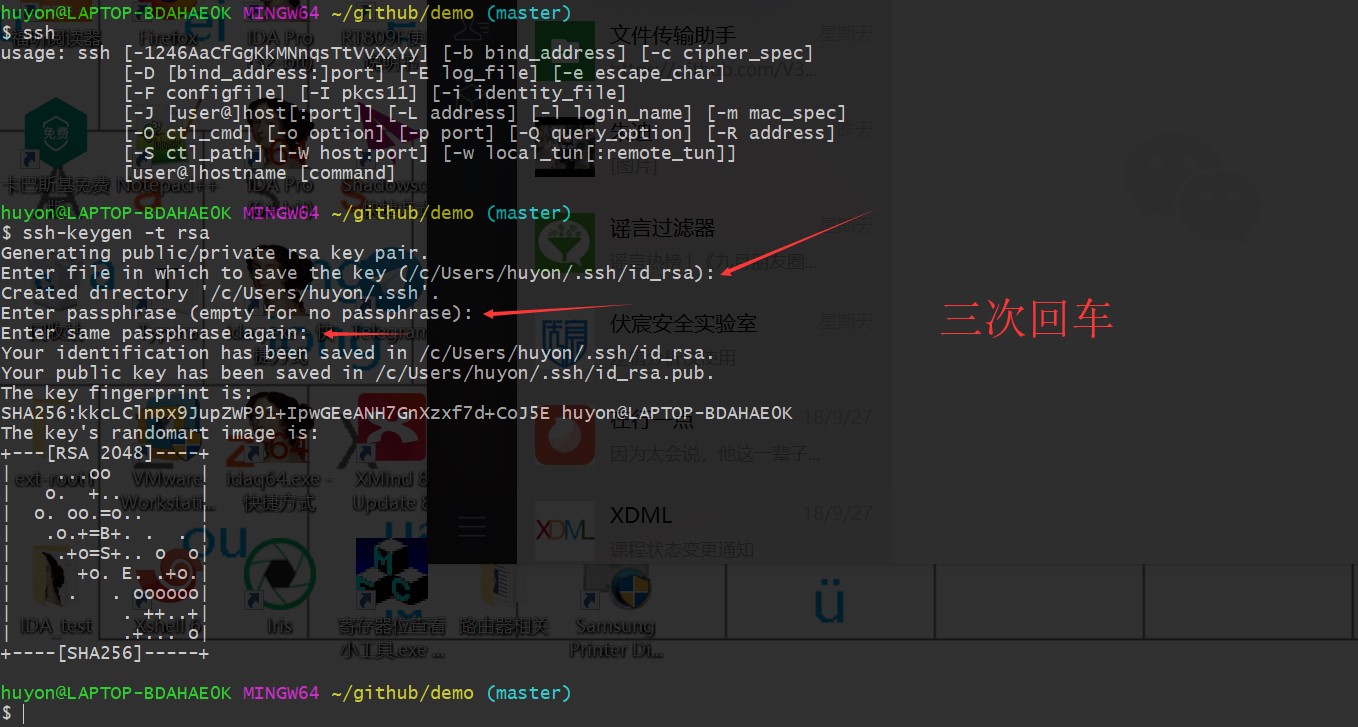 huyon@LAPTOP-BDAHAEOK MINGW64 ~/github/demo (master)
$ ssh
usage: ssh [-1246AaCfGgKkMNnqsTtVvXxYy] [-b bind_address] [-c cipher_spec]
[-D [bind_address:]port] [-E log_file] [-e escape_char]
[-F configfile] [-I pkcs11] [-i identity_file]
[-J [user@]host[:port]] [-L address] [-l login_name] [-m mac_spec]
[-O ctl_cmd] [-o option] [-p port] [-Q query_option] [-R address]
[-S ctl_path] [-W host:port] [-w local_tun[:remote_tun]]
[user@]hostname [command]
huyon@LAPTOP-BDAHAEOK MINGW64 ~/github/demo (master)
$ ssh-keygen -t rsa
Generating public/private rsa key pair.
Enter file in which to save the key (/c/Users/huyon/.ssh/id_rsa):
Created directory '/c/Users/huyon/.ssh'.
Enter passphrase (empty for no passphrase):
Enter same passphrase again:
Your identification has been saved in /c/Users/huyon/.ssh/id_rsa.
Your public key has been saved in /c/Users/huyon/.ssh/id_rsa.pub.
The key fingerprint is:
SHA256:kkcLClnpx9JupZWP91+IpwGEeANH7GnXzxf7d+CoJ5E huyon@LAPTOP-BDAHAEOK
The key's randomart image is:
+---[RSA 2048]----+
|    ...oo        |
|   o.  +..       |
|  o. oo.=o..     |
|   .o.+=B+. .  . |
|    .+o=S+.. o  o|
|      +o. E. .+o.|
|     .   . oooooo|
|          . ++..+|
|          .+... o|
+----[SHA256]-----+
huyon@LAPTOP-BDAHAEOK MINGW64 ~/github/demo (master)
$
三次回车
文件传输助手
星期天
谣言过滤器
伏宸安全实验室
星期天
18/9/27
因为太会说，他这一辈子...
XDML
18/9/27
课程状态变更通知
Firefox
IDA Pro
卡巴斯基免费
Notepad++
IDA Pro
VMware
Workstati...
idaq64.exe -
快捷方式
XMind 8
Update 8
IDA_test
Xshell 6
Iris
寄存器位查看
小工具.exe ...
路由器相关
Samsung
Printer Di...
ü